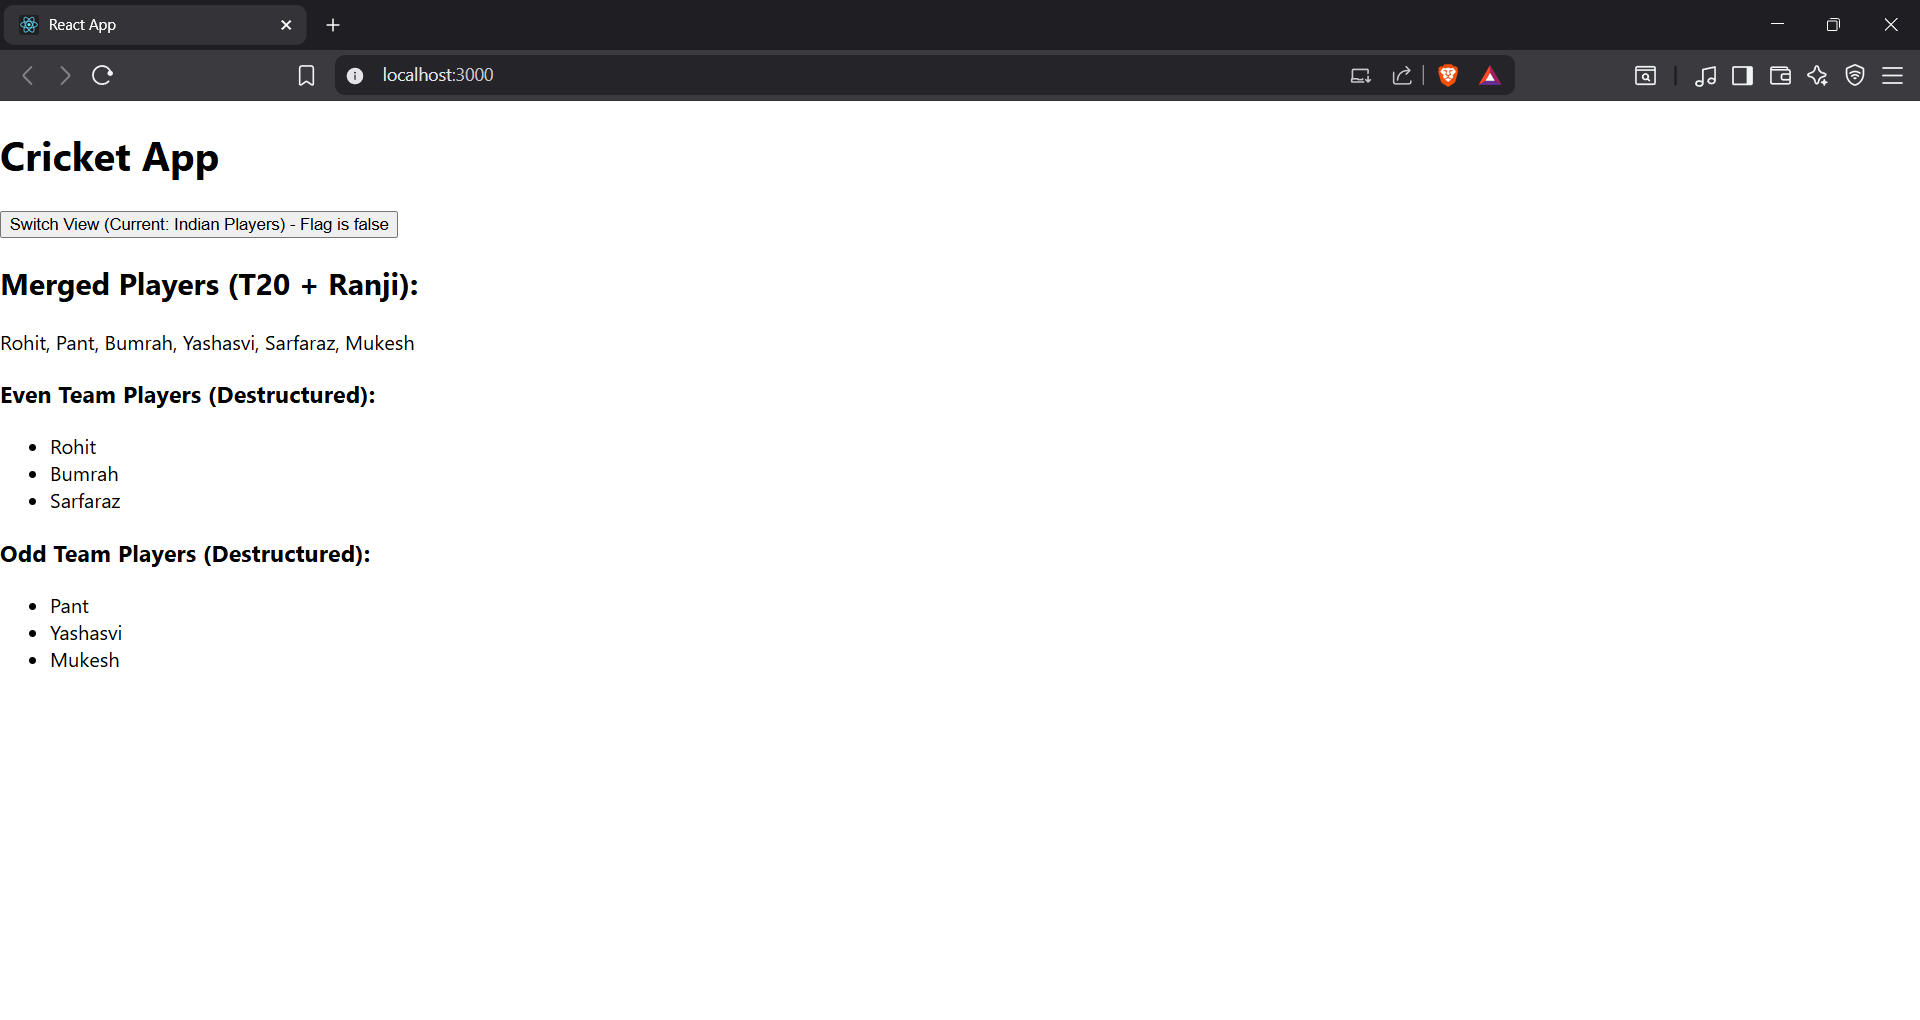 React App
localhost:3000
Cricket App
Switch View (Current: Indian Players) - Flag is false
Merged Players (T20 + Ranji):
Rohit, Pant, Bumrah, Yashasvi, Sarfaraz, Mukesh
Even Team Players (Destructured):
Rohit
Bumrah
Sarfaraz
Odd Team Players (Destructured):
Pant
Yashasvi
Mukesh